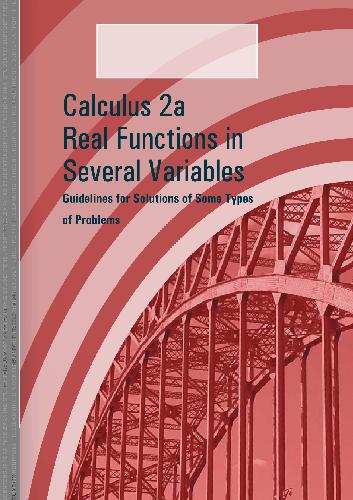 Calculus 2a
Real Functions in
Several Variables
Guidelines for Solutions of Some Types
of Problems